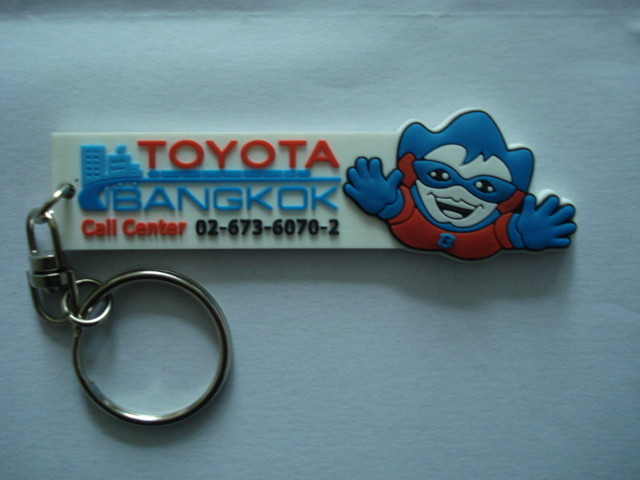 TOYOTA
BANGKOK
Call Center 02-673-6070-2
B